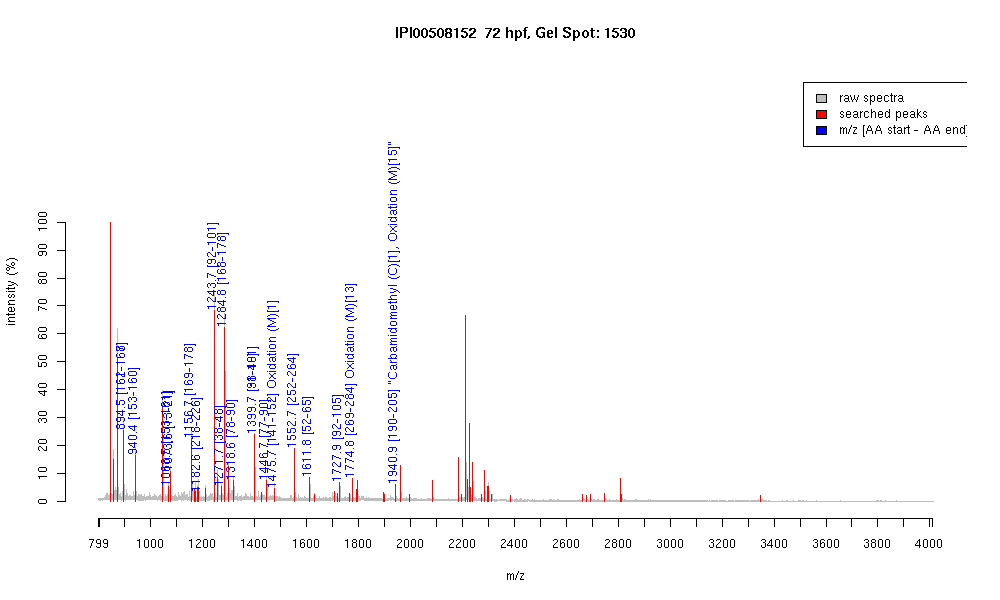 IPI00508152 72 hpf, Gel Spot: 1530
raw spectra
searched peaks
m/z [AA start - AA end]
intensity (%)
100
90
80
70
60
50
40
30
20
10
0
940.4 [153-160]
1156.7 [169-178]
1182.6 [218-226]
1243.7 [92-101]
1284.8 [168-178]
1271.7 [38-48]
1318.6 [78-90]
1446.7 [77-90]
1475.7 [141-152] Oxidation (M)[1]
1552.7 [252-264]
1611.8 [52-65]
1727.9 [92-105]
1774.8 [269-284] Oxidation (M)[13]
1940.9 [190-205] "Carbamidomethyl (C)[1], Oxidation (M)[15]"
799 1000 1200 1400 1600 1800 2000 2200 2400 2600 2800 3000 3200 3400 3600 3800 4000
m/z